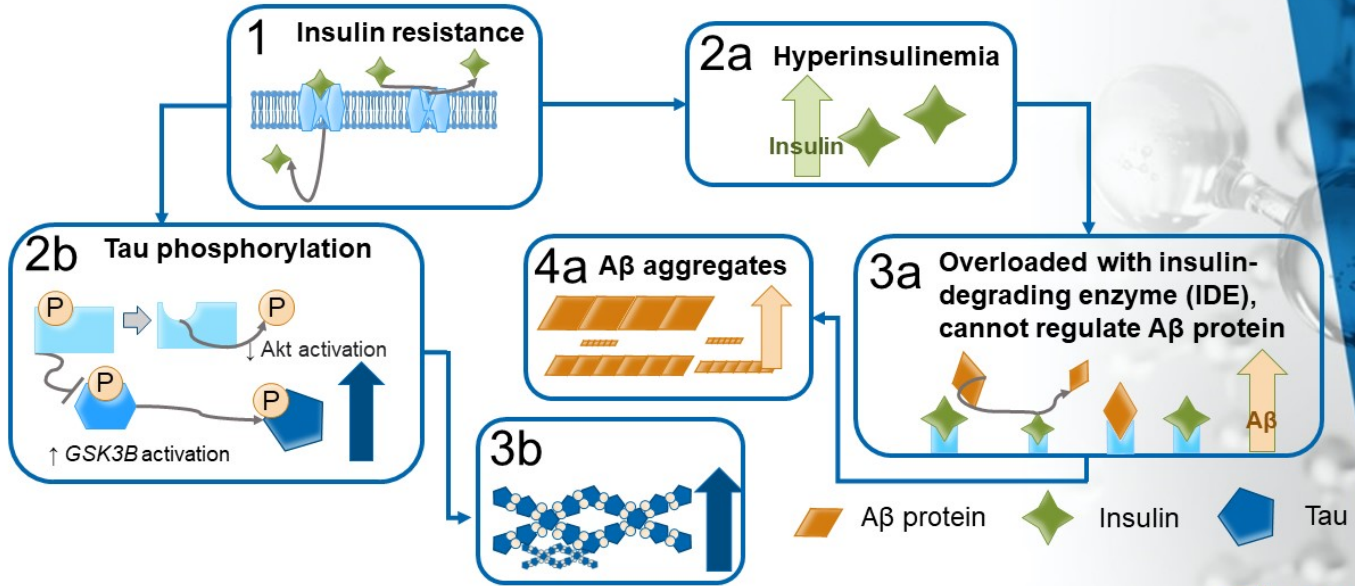 1 Insulin resistance
2a Hyperinsulinemia
Insulin
2b Tau phosphorylation
P
P
↓ Akt activation
P
P
↑ GSK3B activation
3a Overloaded with insulin-
degrading enzyme (IDE),
cannot regulate Aβ protein
Aβ
4a Aβ aggregates
3b
Aβ protein
Insulin
Tau